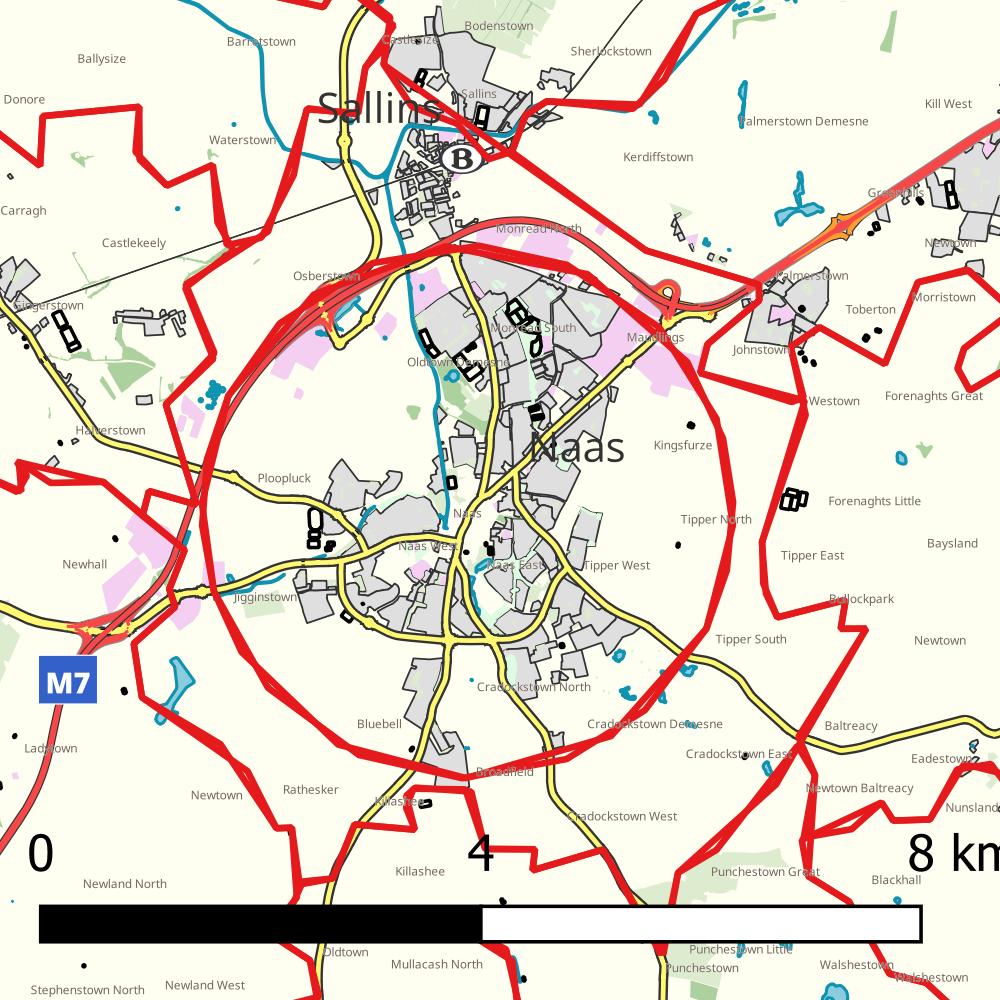 Bodenstown
Barretstown
Castlesize
Sherlockstown
Ballysize
Donore
Sallins
Sallins
Kill West
Palmerstown Demesne
Waterstown
B
Kerdiffstown
Greenhills
Carragh
Castlekeely
Monread North
Newtown
Osberstown
Palmerstown
Gingerstown
Morristown
Toberton
Monread South
Maudlings
Johnstown
Oldtown Demesne
Westown
Forenaghts Great
Halverstown
Naas
Kingsfurze
Ploopluck
Forenaghts Little
Naas
Tipper North
Naas West
Baysland
Tipper East
Newhall
Naas East
Tipper West
Jigginstown
Bullockpark
Tipper South
Newtown
M7
Cradockstown North
Bluebell
Cradockstown Demesne
Baltreacy
Ladytown
Cradockstown East
Eadestown
Broadfield
Rathesker
Newtown
Newtown Baltreacy
Killashee
Nunsland
Cradockstown West
0
4
8 km
Killashee
Punchestown Great
Newland North
Blackhall
Oldtown
Punchestown Little
Mullacash North
Punchestown
Walshestown
Walshestown
Newland West
Stephenstown North